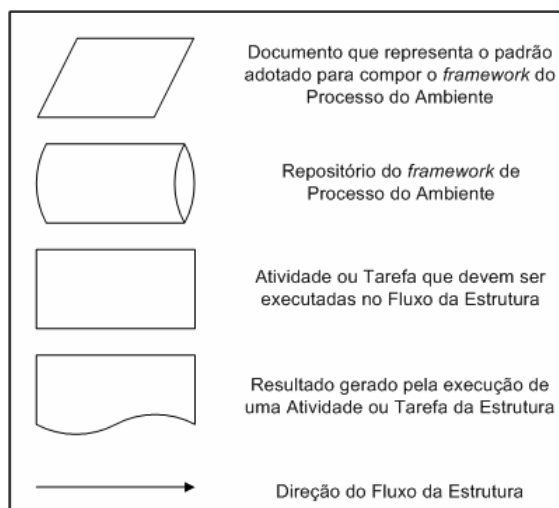 Documento que representa o padrão
adotado para compor o framework do
Processo do Ambiente
Repositório do framework de
Processo do Ambiente
Atividade ou Tarefa que devem ser
executadas no Fluxo da Estrutura
Resultado gerado pela execução de
uma Atividade ou Tarefa da Estrutura
Direção do Fluxo da Estrutura